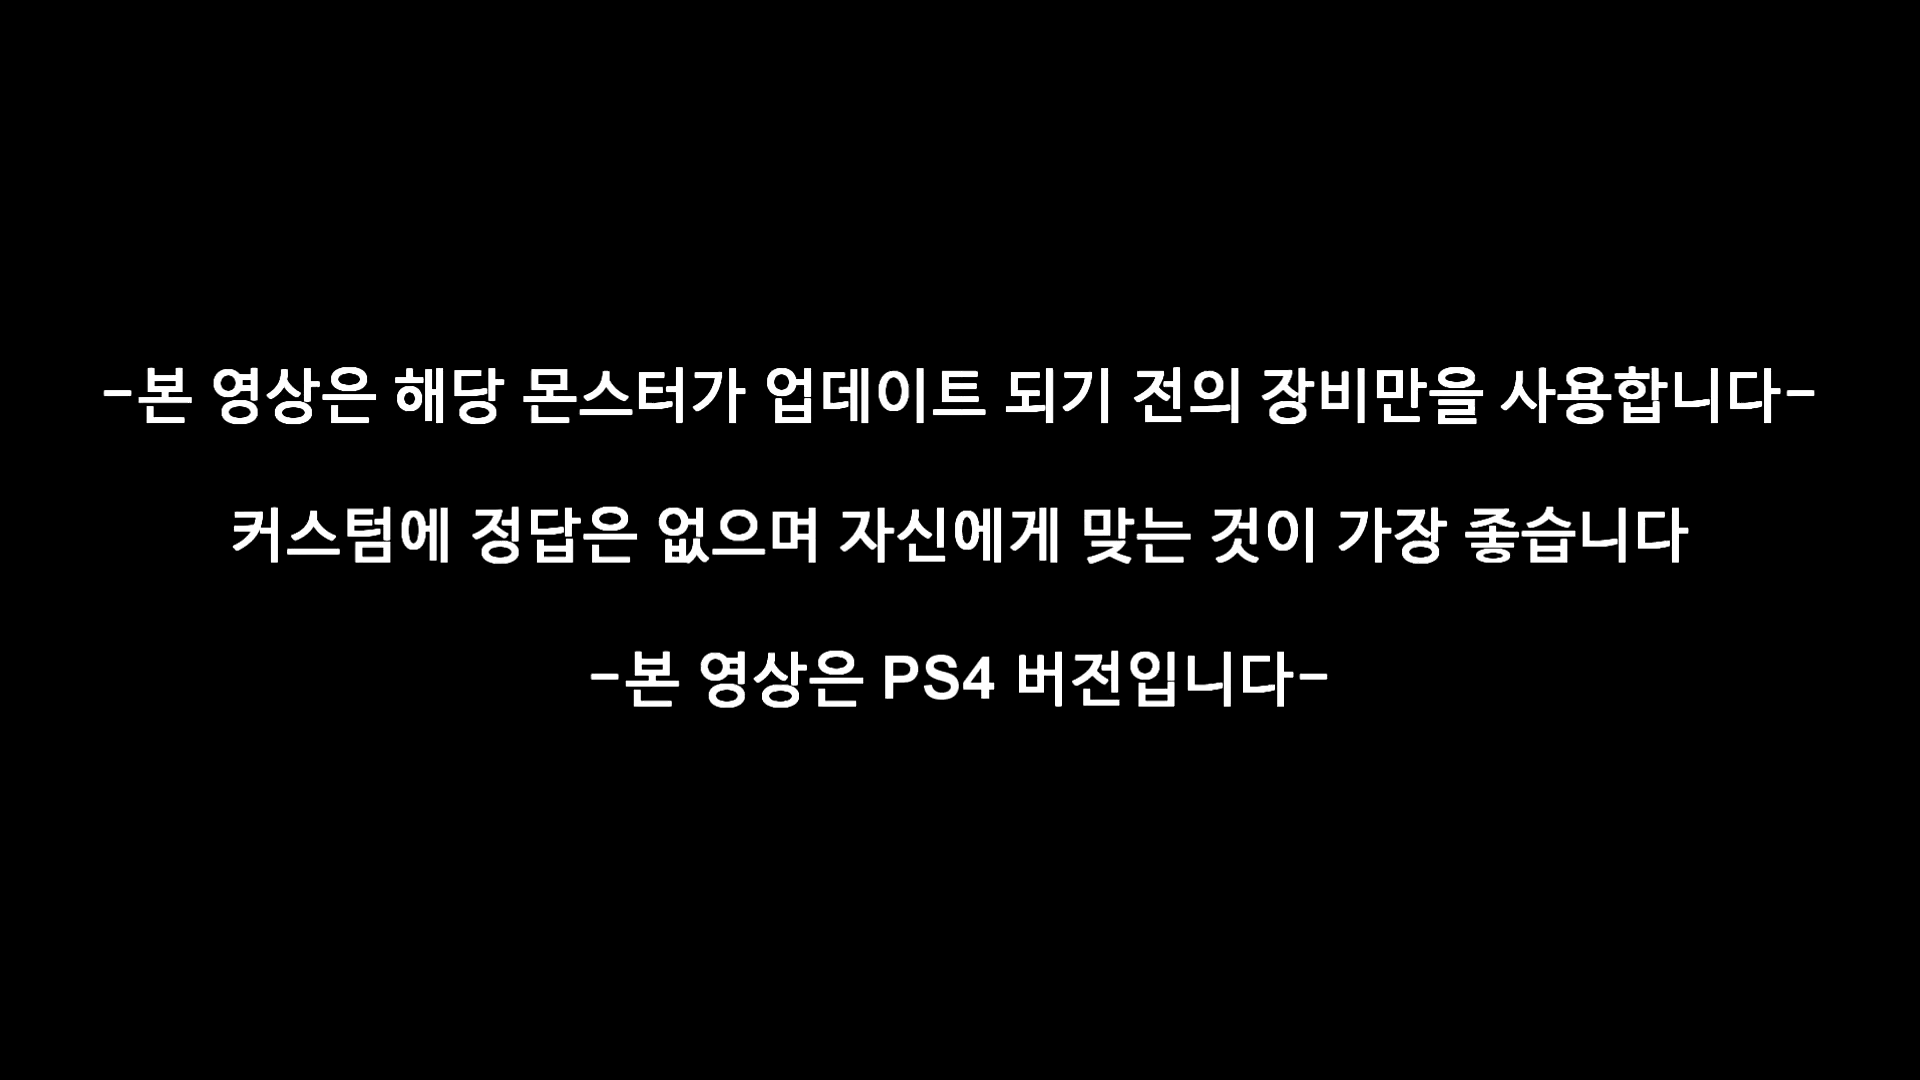 -본 영상은 해당 몬스터가 업데이트 되기 전의 장비만을 사용합니다-
커스텀에 정답은 없으며 자신에게 맞는 것이 가장 좋습니다
-본 영상은 PS4 버전입니다-